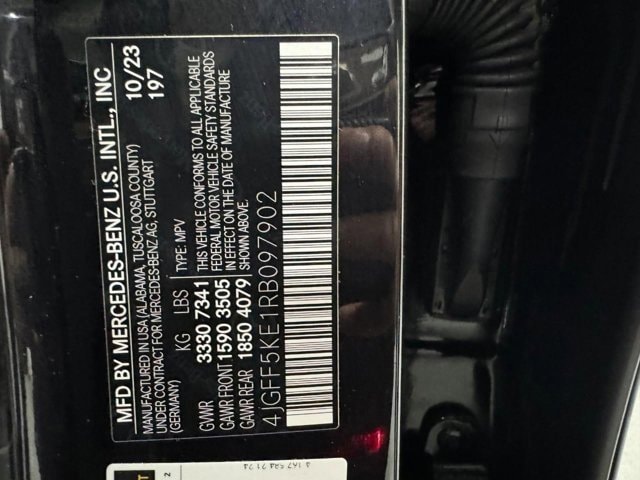 MFD BY MERCEDES-BENZ U.S. INTL., INC
MANUFACTURED IN USA (ALABAMA, TUSCALOOSA COUNTY) 10/23
UNDER CONTRACT FOR MERCEDES-BENZ AG, STUTTGART 197
(GERMANY)
KG LBS TYPE: MPV
GVWR 3330 7341
GAWR FRONT 1590 3505
GAWR REAR 1850 4079
THIS VEHICLE CONFORMS TO ALL APPLICABLE
FEDERAL MOTOR VEHICLE SAFETY STANDARDS
IN EFFECT ON THE DATE OF MANUFACTURE
SHOWN ABOVE.
4JGFF5KE1RB097902